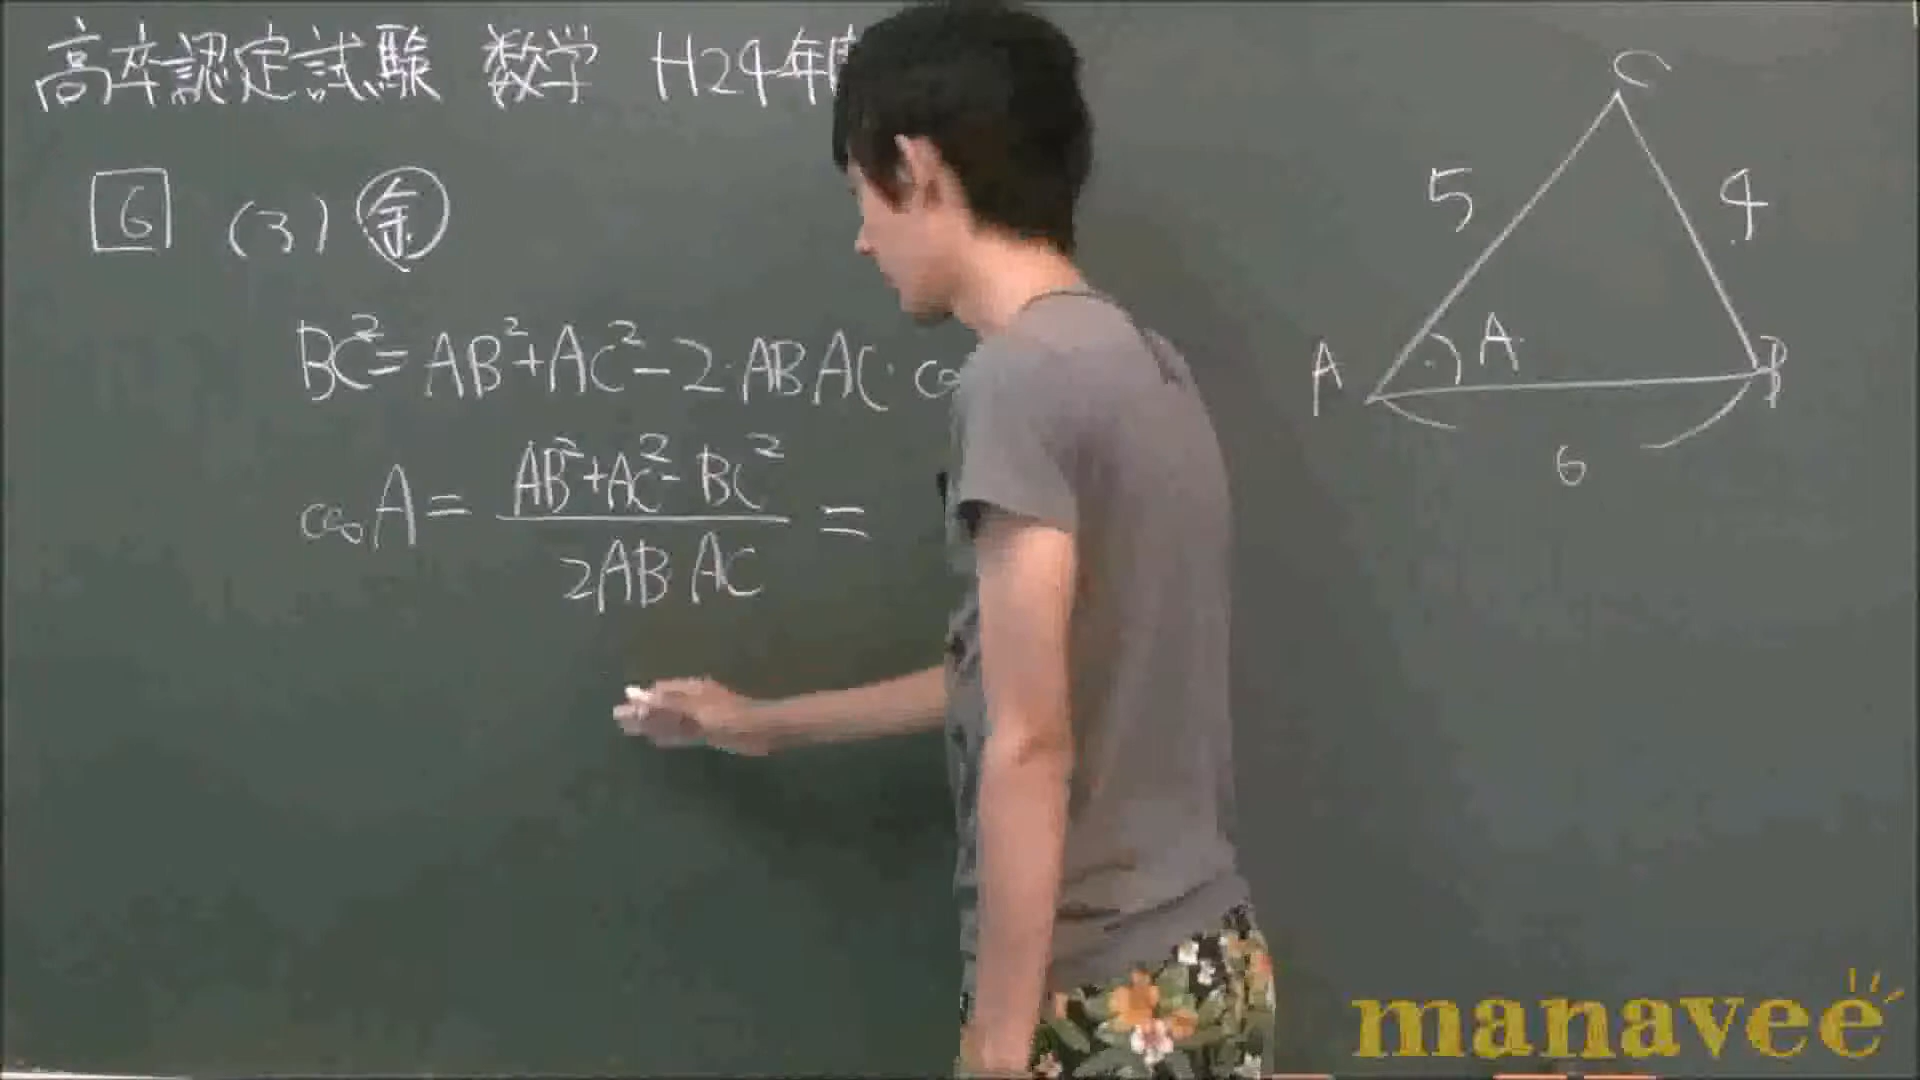 高卒認定試験 数学 H24年度
6 (3) 余
BC²=AB²+AC²-2·AB·AC·co
cosA = (AB²+AC²-BC²)/(2AB·AC) =
C
5
4
A
A
B
6
manavee